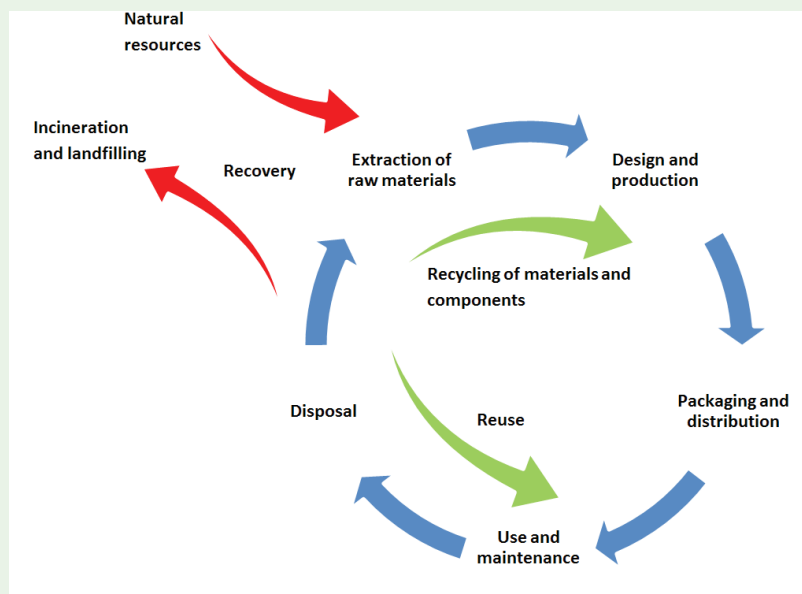 Natural
resources
Incineration
and landfilling
Recovery
Extraction of
raw materials
Design and
production
Recycling of materials and
components
Disposal
Reuse
Packaging and
distribution
Use and
maintenance